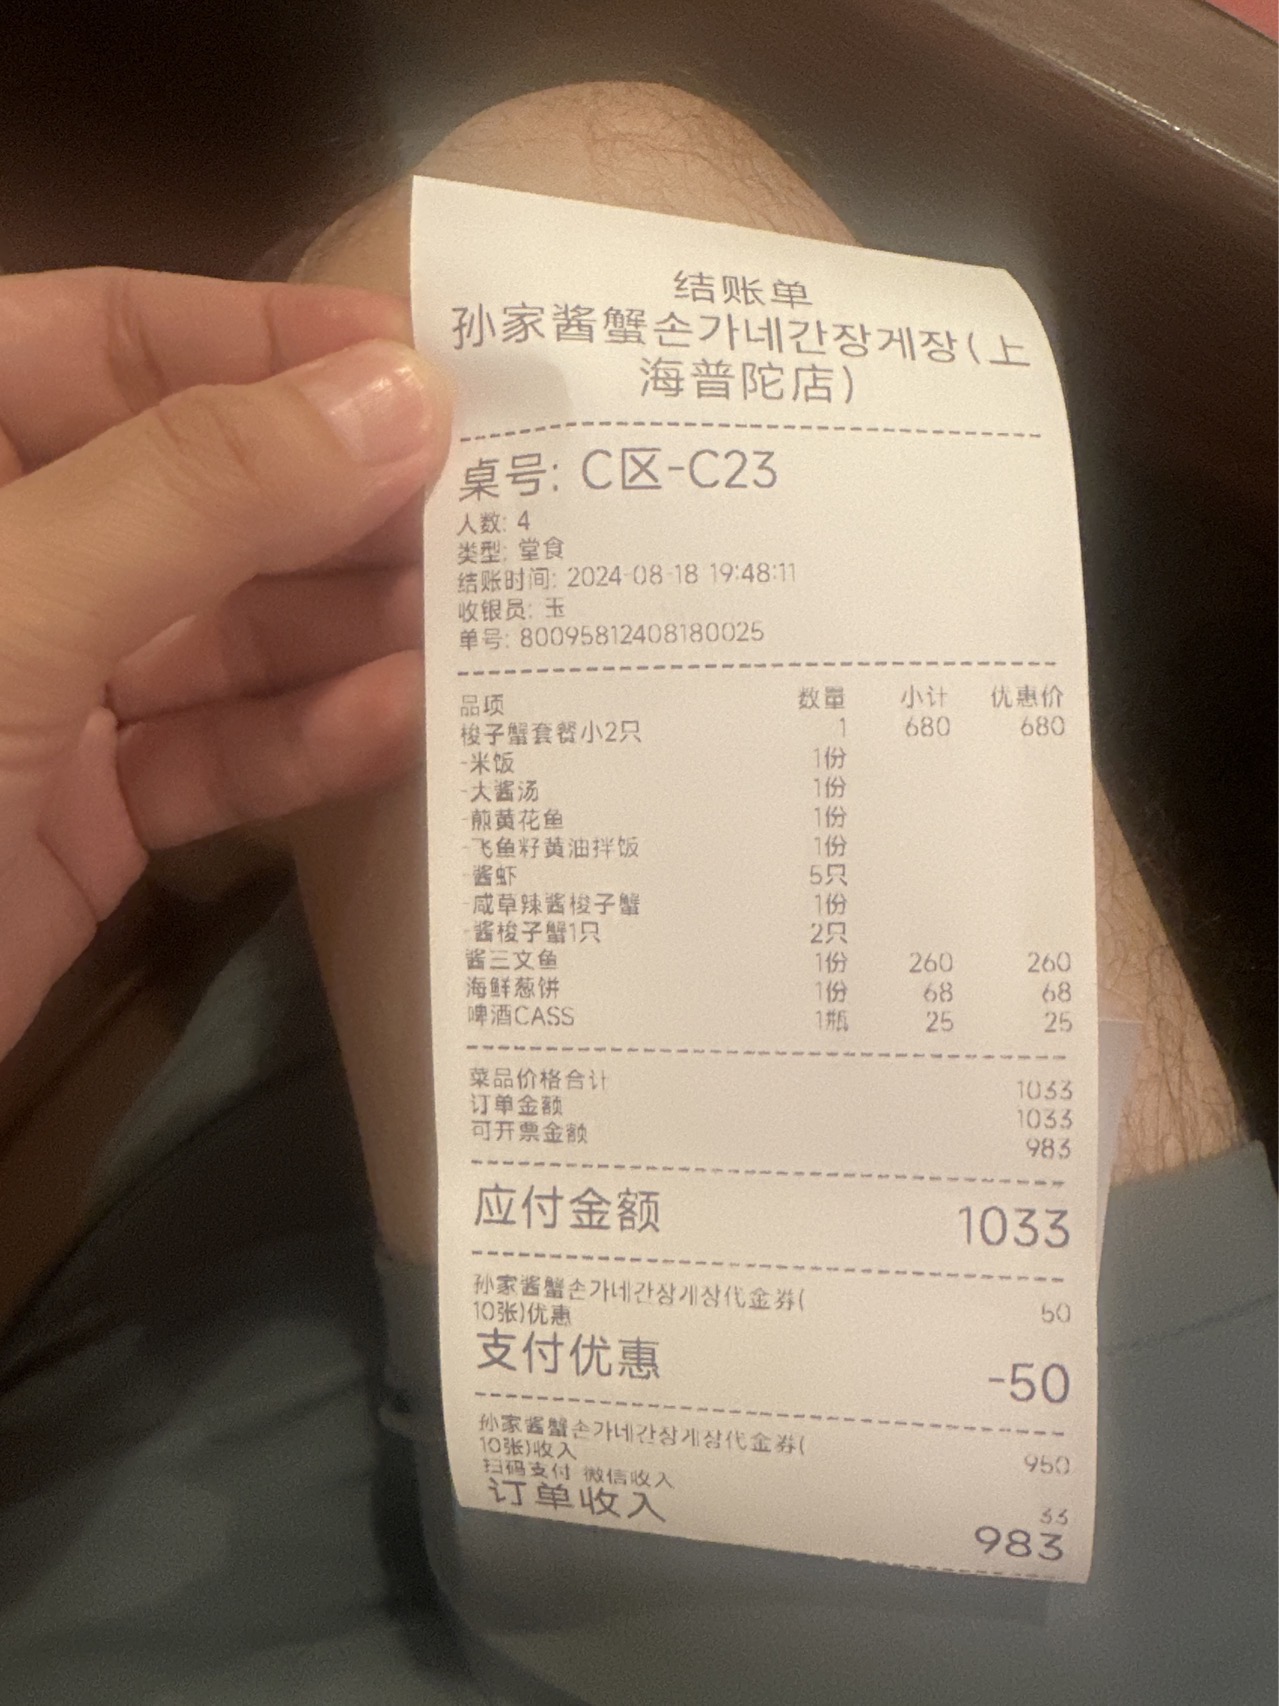 结账单
孙家酱蟹손가네간장게장(上
海普陀店)
桌号: C区-C23
人数: 4
类型: 堂食
结账时间: 2024-08-18 19:48:11
收银员: 玉
单号: 80095812408180025
品项 数量 小计 优惠价
梭子蟹套餐小2只 1 680 680
-米饭 1份
-大酱汤 1份
-煎黄花鱼 1份
-飞鱼籽黄油拌饭 1份
-酱虾 5只
-咸草辣酱梭子蟹 1份
-酱梭子蟹1只 2只
酱三文鱼 1份 260 260
海鲜葱饼 1份 68 68
啤酒CASS 1瓶 25 25
菜品价格合计 1033
订单金额 1033
可开票金额 983
应付金额 1033
孙家酱蟹손가네간장게장代金券( 50
10张)优惠
支付优惠 -50
孙家酱蟹손가네간장게장代金券( 950
10张)收入
扫码支付 微信收入 33
订单收入 983